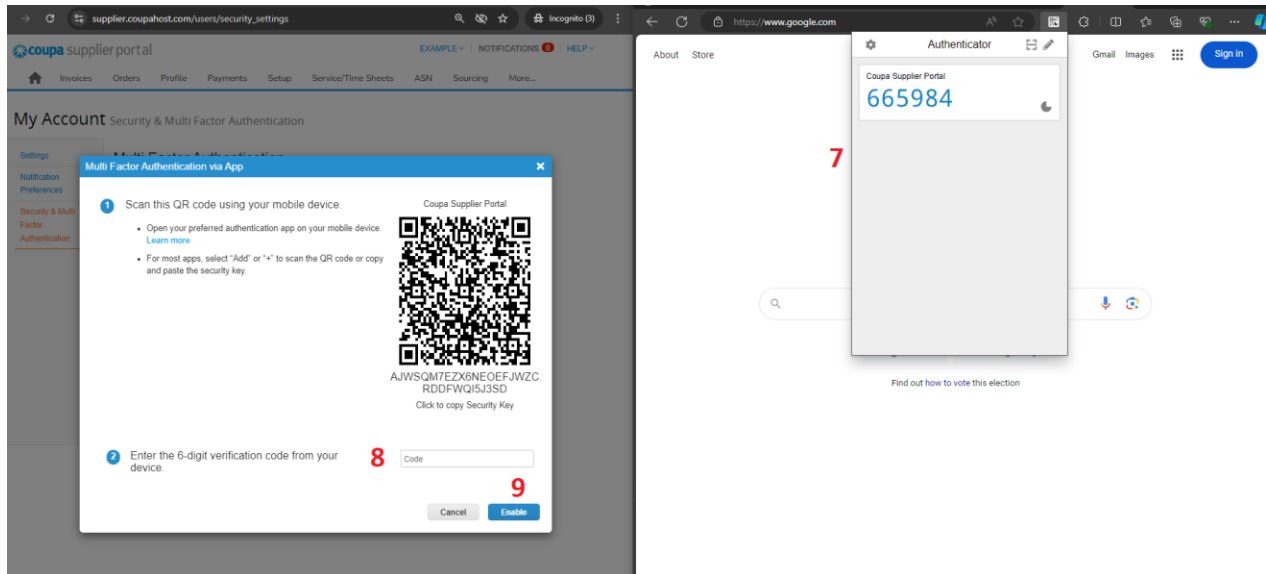 supplier.coupahost.com/users/security_settings
Incognito (3)
coupa supplier portal
EXAMPLE
NOTIFICATIONS 0
HELP
Invoices
Orders
Profile
Payments
Setup
Service/Time Sheets
ASN
Sourcing
More...
My Account Security & Multi Factor Authentication
Settings
Multi Factor Authentication
Notification
Preferences
Security & Multi
Factor
Authentication
Multi Factor Authentication via App
1
Scan this QR code using your mobile device.
• Open your preferred authentication app on your mobile device.
Learn more
• For most apps, select "Add" or "+" to scan the QR code or copy
and paste the security key.
Coupa Supplier Portal
AJWSQM7EZX6NEOEFJWZC
RDDFWQI5J3SD
Click to copy Security Key
2
Enter the 6-digit verification code from your
device.
8
Code
9
Cancel
Enable
https://www.google.com
About
Store
Gmail
Images
Sign in
Authenticator
Coupa Supplier Portal
665984
7
Find out how to vote this election